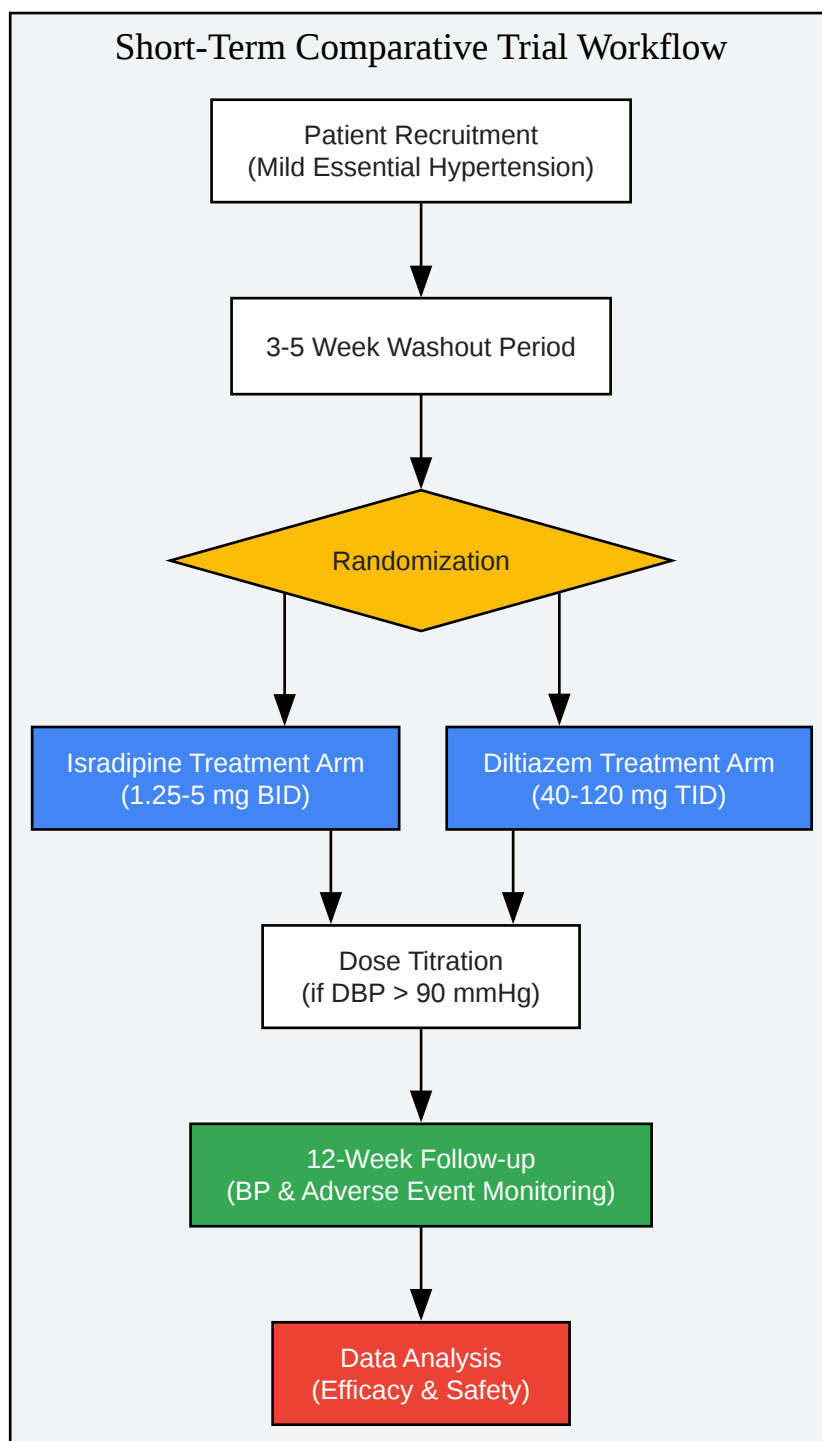 Short-Term Comparative Trial Workflow
Patient Recruitment
(Mild Essential Hypertension)
3-5 Week Washout Period
Randomization
Isradipine Treatment Arm
(1.25-5 mg BID)
Diltiazem Treatment Arm
(40-120 mg TID)
Dose Titration
(if DBP > 90 mmHg)
12-Week Follow-up
(BP & Adverse Event Monitoring)
Data Analysis
(Efficacy & Safety)